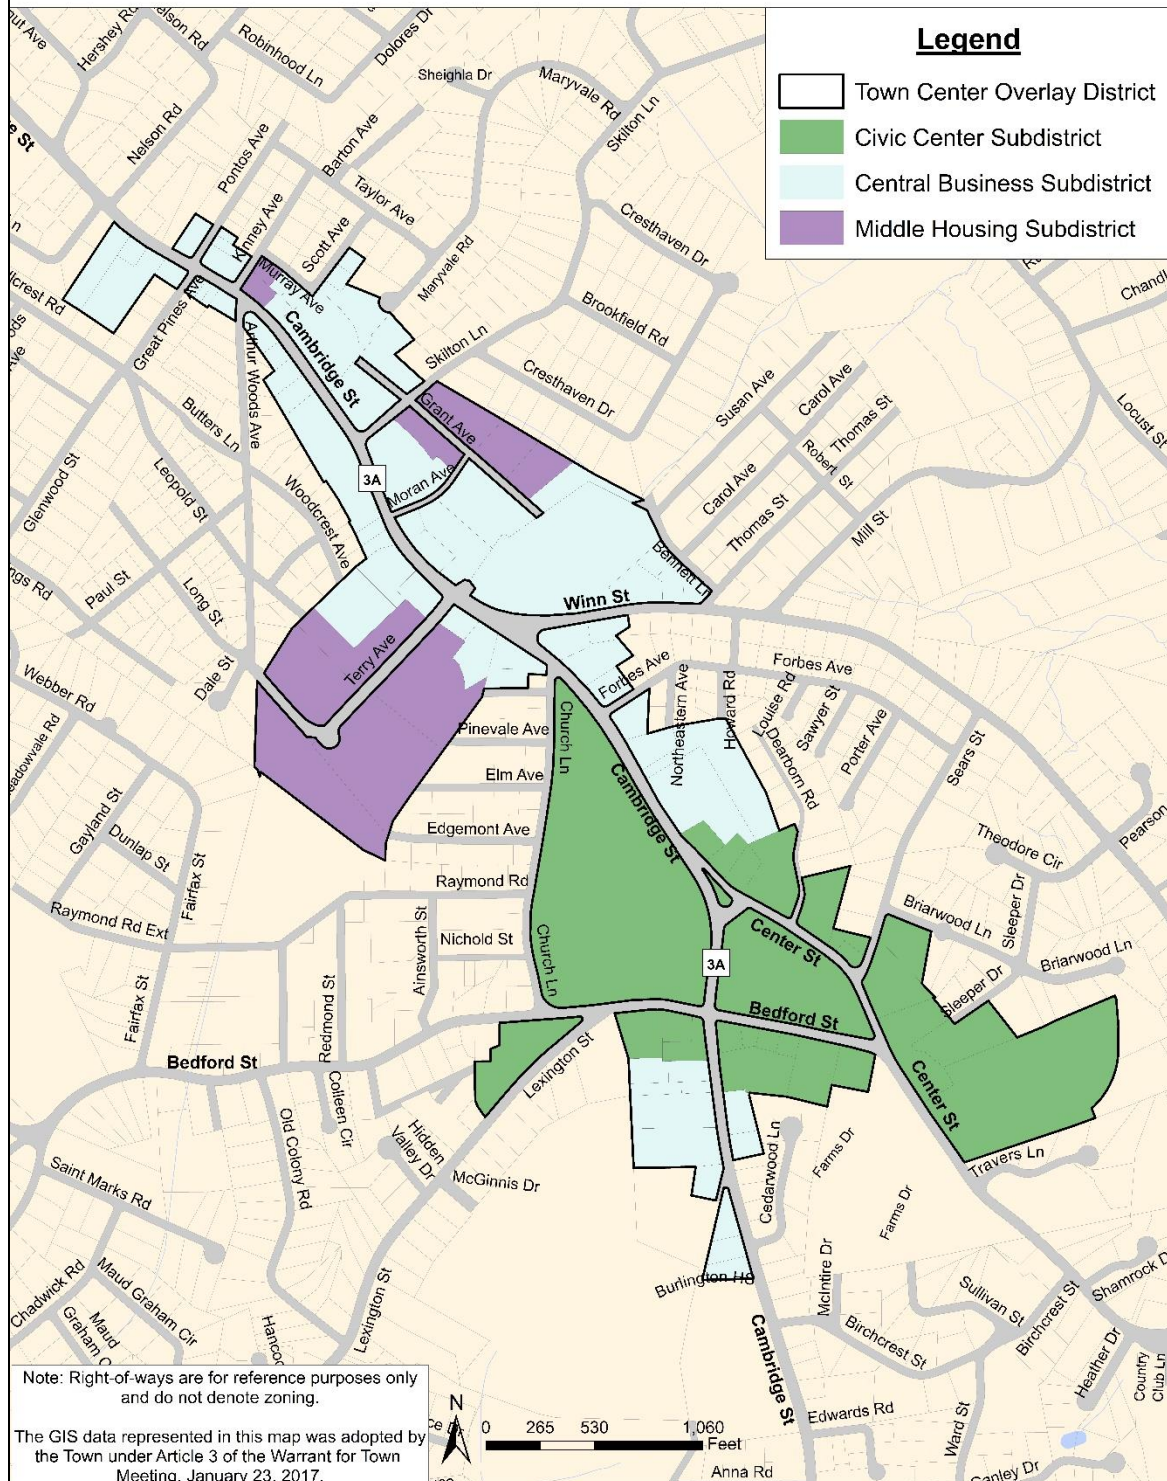 Legend
Town Center Overlay District
Civic Center Subdistrict
Central Business Subdistrict
Middle Housing Subdistrict
Hershey Rd
Nelson Rd
Robinhood Ln
Dolores Dr
Sheighla Dr
Maryvale Rd
Skilton Ln
Nelson Rd
Pontos Ave
Barton Ave
Taylor Ave
Kinney Ave
Scott Ave
Murray Ave
Maryvale Rd
Cresthaven Dr
Brookfield Rd
Great Pines Ave
Cambridge St
Skilton Ln
Cresthaven Dr
Arthur Woods Ave
Butters Ln
Grant Ave
Susan Ave
Carol Ave
Thomas St
Locust St
Robert St
Glenwood St
Leopold St
3A
Moran Ave
Woodcrest Ave
Carol Ave
Thomas St
Mill St
Paul St
Long St
Bennett Ln
Winn St
Webber Rd
Dale St
Terry Ave
Forbes Ave
Forbes Ave
Northeastern Ave
Howard Rd
Louise Rd
Sawyer St
Porter Ave
Dearborn Rd
Sears St
Pinevale Ave
Church Ln
Elm Ave
Cambridge St
Edgemont Ave
Gayland St
Dunlap St
Fairfax St
Theodore Cir
Pearson
Raymond Rd
Raymond Rd Ext
Ainsworth St
Nichold St
Church Ln
Center St
3A
Briarwood Ln
Sleeper Dr
Briarwood Ln
Sleeper Dr
Fairfax St
Redmond St
Bedford St
Bedford St
Lexington St
Center St
Colleen Cir
Old Colony Rd
Hidden
Valley Dr
McGinnis Dr
Cedarwood Ln
Farms Dr
Travers Ln
Farms Dr
Saint Marks Rd
Chadwick Rd
Maud Graham Cir
Maud
Lexington St
McIntire Dr
Birchcrest St
Sullivan St
Birchcrest St
Heather Dr
Country
Club Ln
Cambridge St
Edwards Rd
Ward St
Anna Rd
Note: Right-of-ways are for reference purposes only
and do not denote zoning.
The GIS data represented in this map was adopted by
the Town under Article 3 of the Warrant for Town
Meeting, January 23, 2017.
N
0 265 530 1,060
Feet